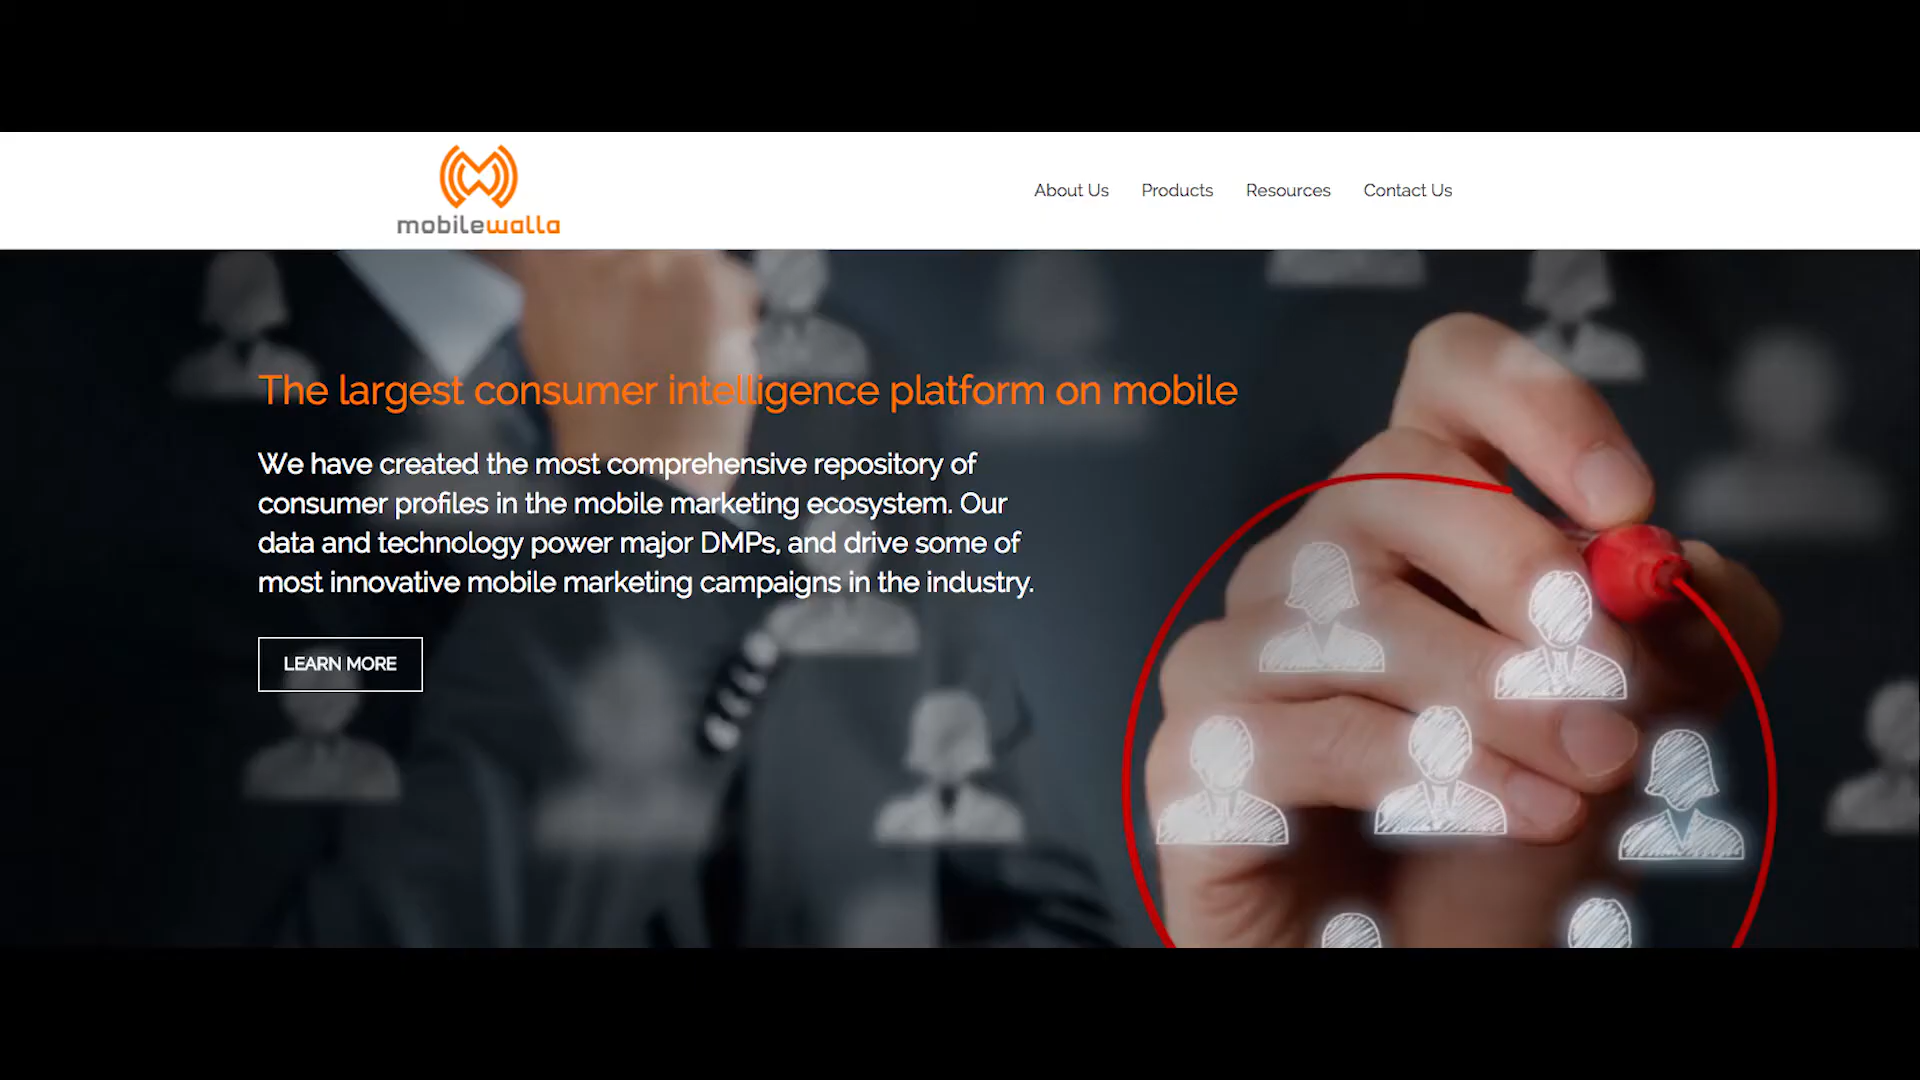 mobilewalla
About Us
Products
Resources
Contact Us
The largest consumer intelligence platform on mobile
We have created the most comprehensive repository of
consumer profiles in the mobile marketing ecosystem. Our
data and technology power major DMPs, and drive some of
most innovative mobile marketing campaigns in the industry.
LEARN MORE